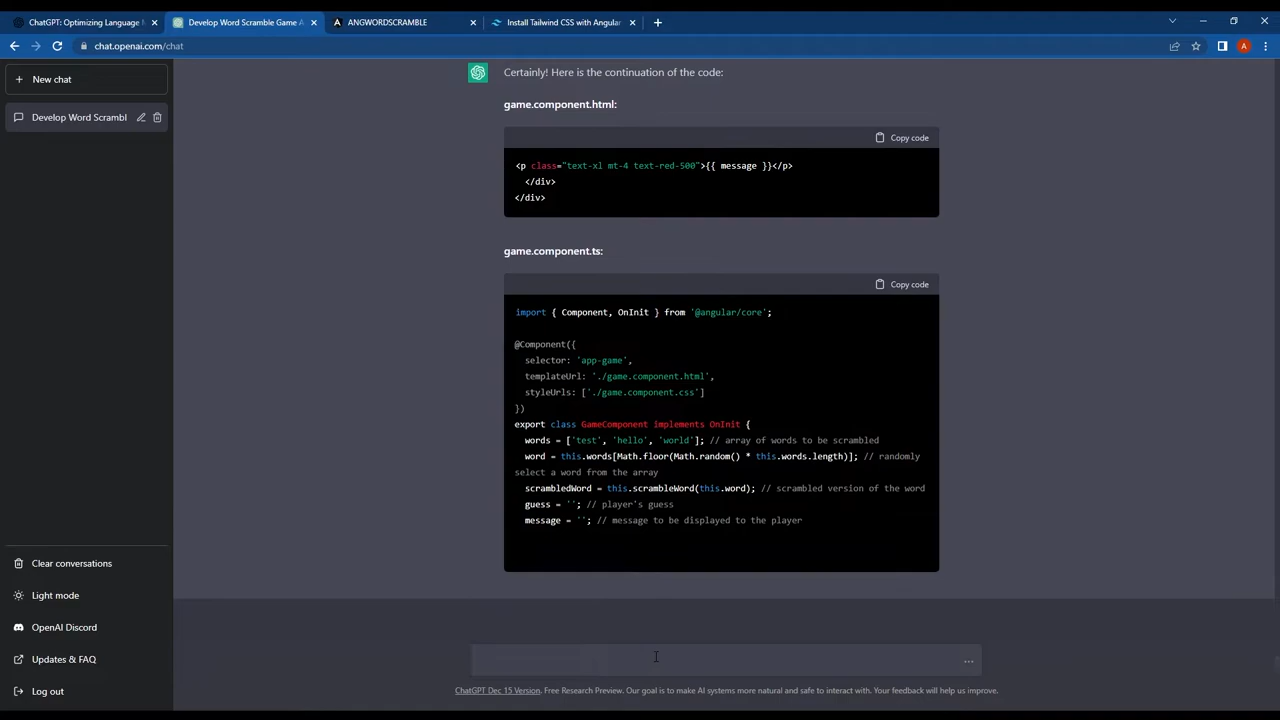 ChatGPT: Optimizing Language M
Develop Word Scramble Game A
ANGWORDSCRAMBLE
Install Tailwind CSS with Angular
chat.openai.com/chat
A
New chat
Develop Word Scrambl
Clear conversations
Light mode
OpenAI Discord
Updates & FAQ
Log out
Certainly! Here is the continuation of the code:
game.component.html:
Copy code
<p class="text-xl mt-4 text-red-500">{{ message }}</p>
  </div>
</div>
game.component.ts:
Copy code
import { Component, OnInit } from '@angular/core';
@Component({
  selector: 'app-game',
  templateUrl: './game.component.html',
  styleUrls: ['./game.component.css']
})
export class GameComponent implements OnInit {
  words = ['test', 'hello', 'world']; // array of words to be scrambled
  word = this.words[Math.floor(Math.random() * this.words.length)]; // randomly
select a word from the array
  scrambledWord = this.scrambleWord(this.word); // scrambled version of the word
  guess = ''; // player's guess
  message = ''; // message to be displayed to the player
...
ChatGPT Dec 15 Version. Free Research Preview. Our goal is to make AI systems more natural and safe to interact with. Your feedback will help us improve.